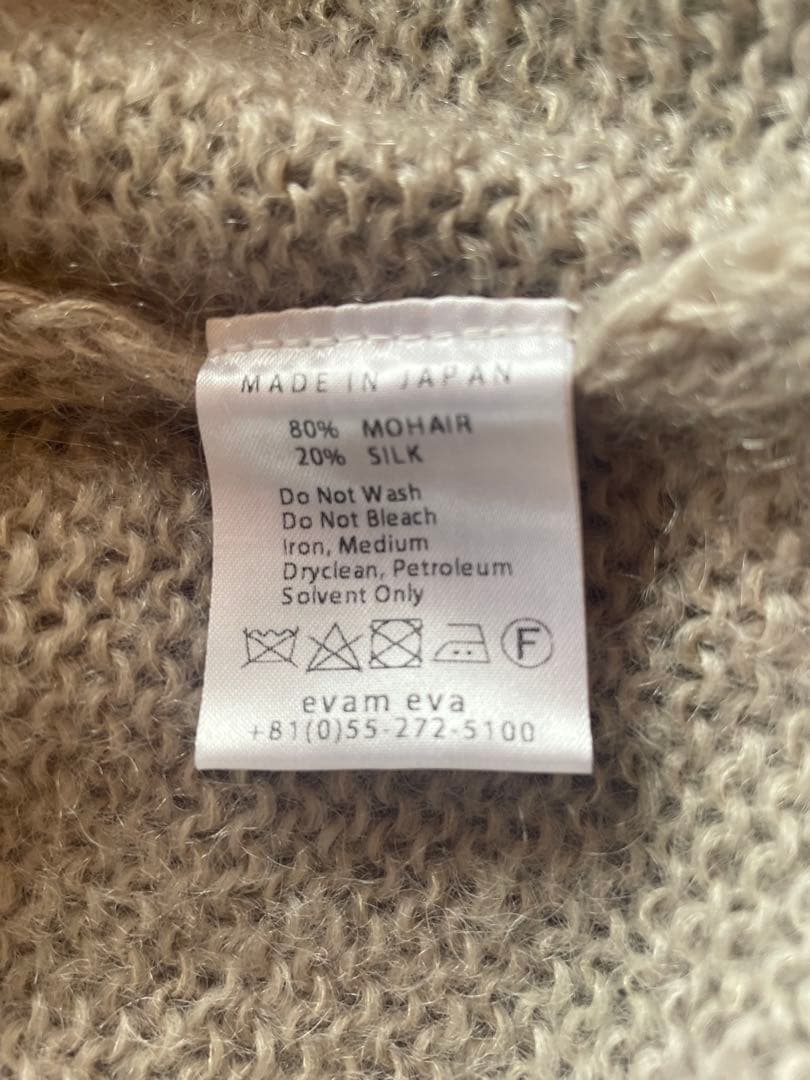 MADE IN JAPAN
80% MOHAIR
20% SILK
Do Not Wash
Do Not Bleach
Iron, Medium
Dryclean, Petroleum
Solvent Only
F
evam eva
+81(0)55-272-5100